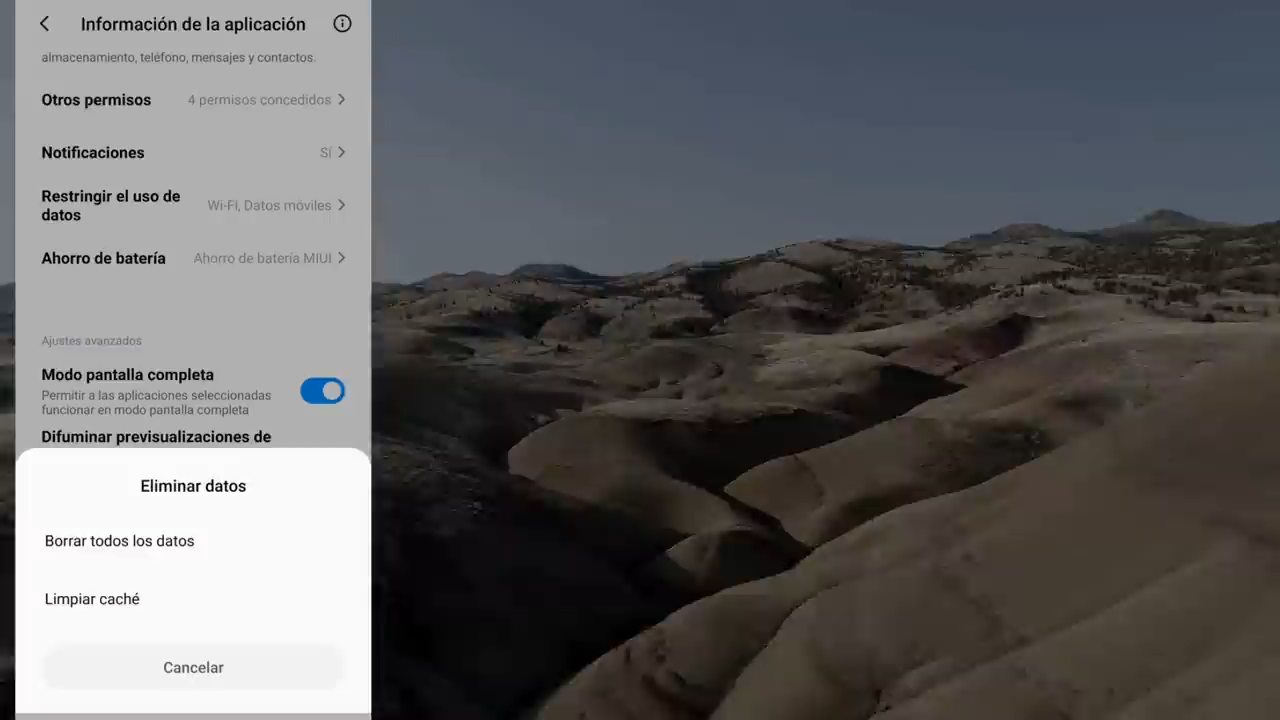 Información de la aplicación
almacenamiento, teléfono, mensajes y contactos.
Otros permisos 4 permisos concedidos
Notificaciones Sí
Restringir el uso de
datos
Wi-Fi, Datos móviles
Ahorro de batería Ahorro de batería MIUI
Ajustes avanzados
Modo pantalla completa
Permitir a las aplicaciones seleccionadas
funcionar en modo pantalla completa
Difuminar previsualizaciones de
Eliminar datos
Borrar todos los datos
Limpiar caché
Cancelar